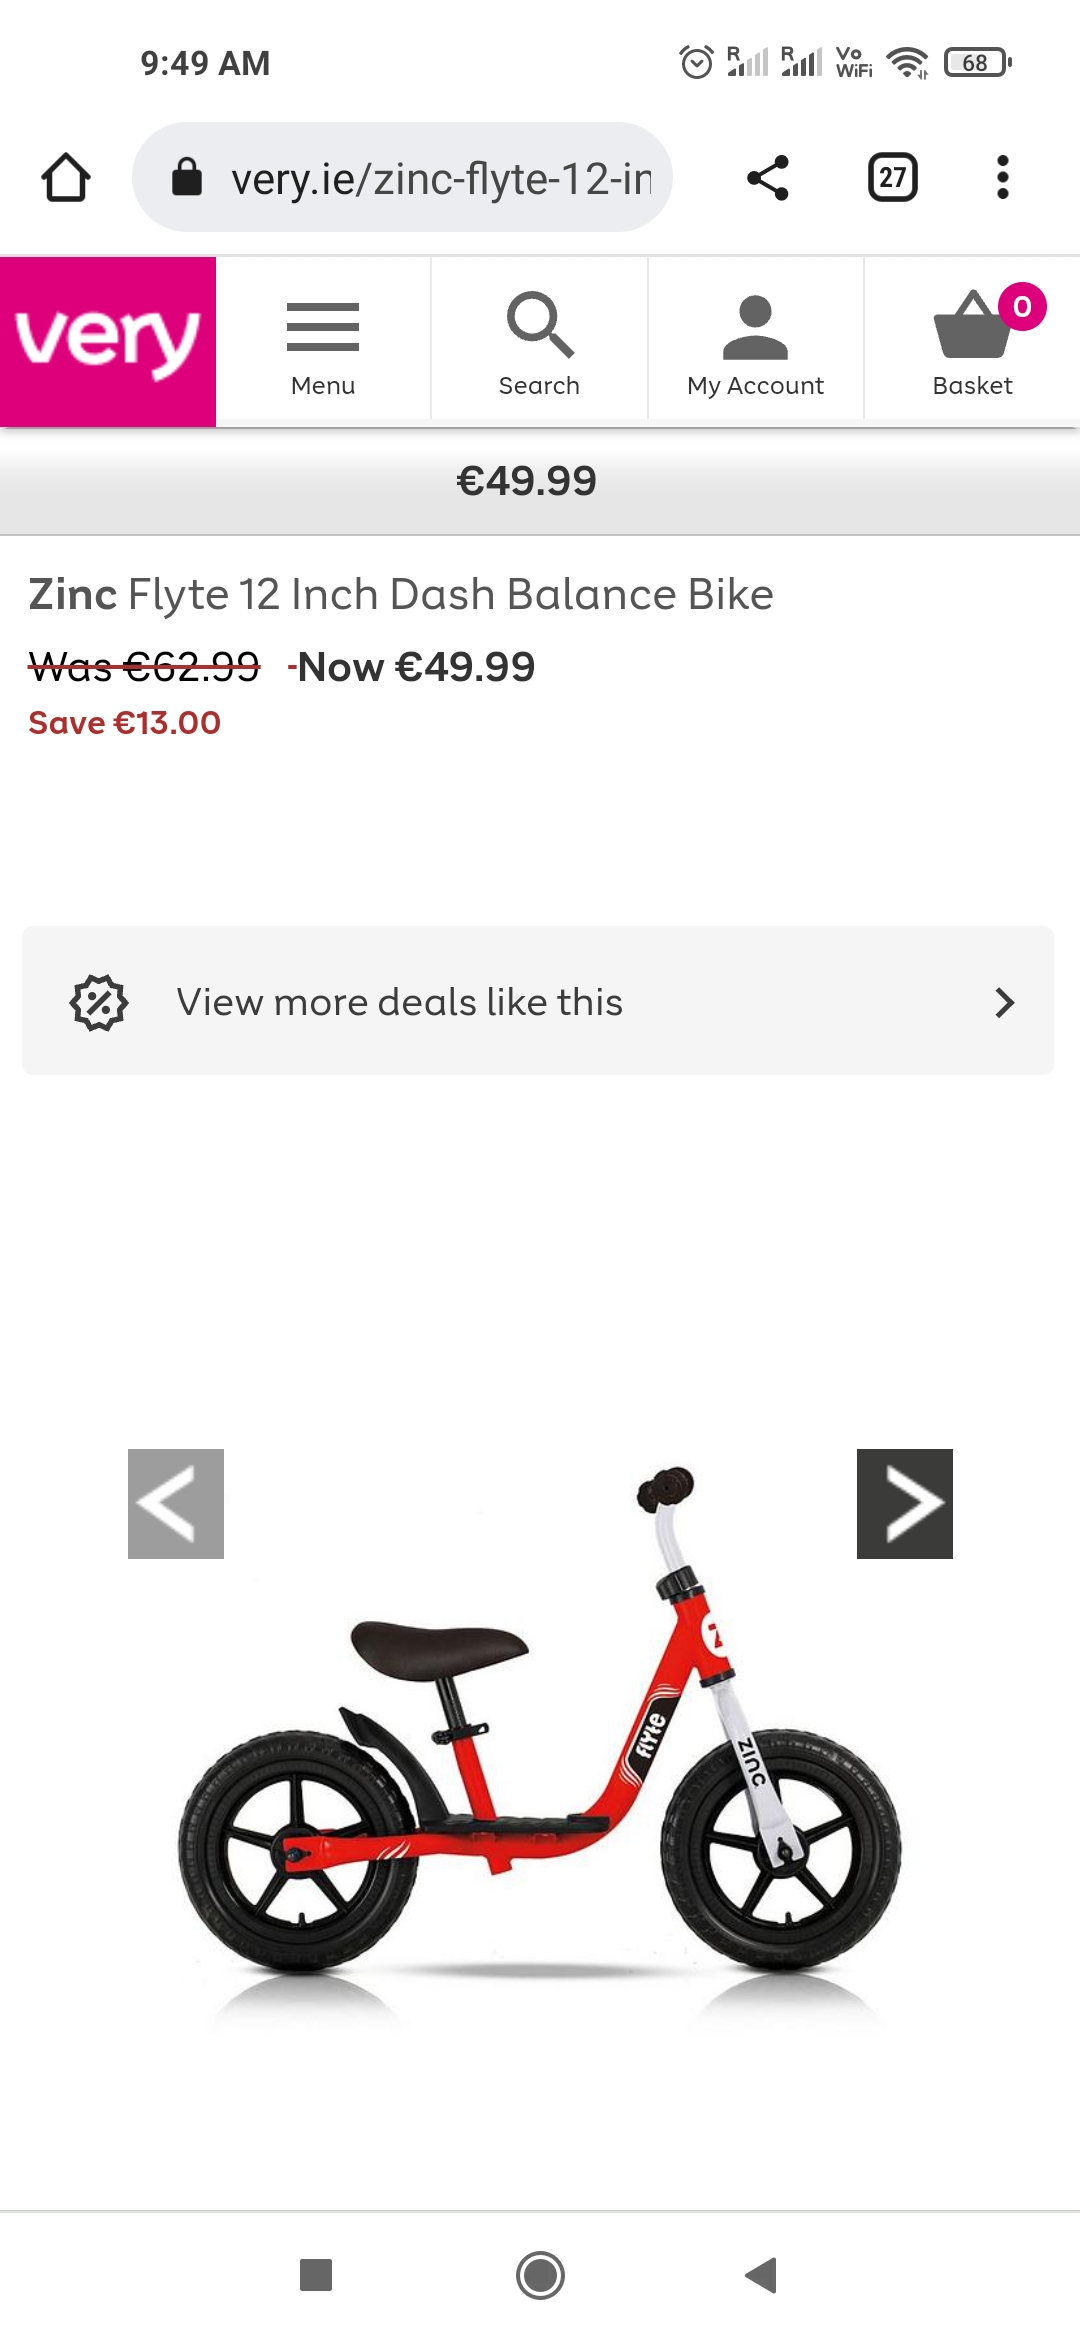 9:49 AM
R R Vo WiFi 68
very.ie/zinc-flyte-12-in
27
very
Menu
Search
My Account
0
Basket
€49.99
Zinc Flyte 12 Inch Dash Balance Bike
Was €62.99 -Now €49.99
Save €13.00
View more deals like this
<
>
Z
flyte
ZINC